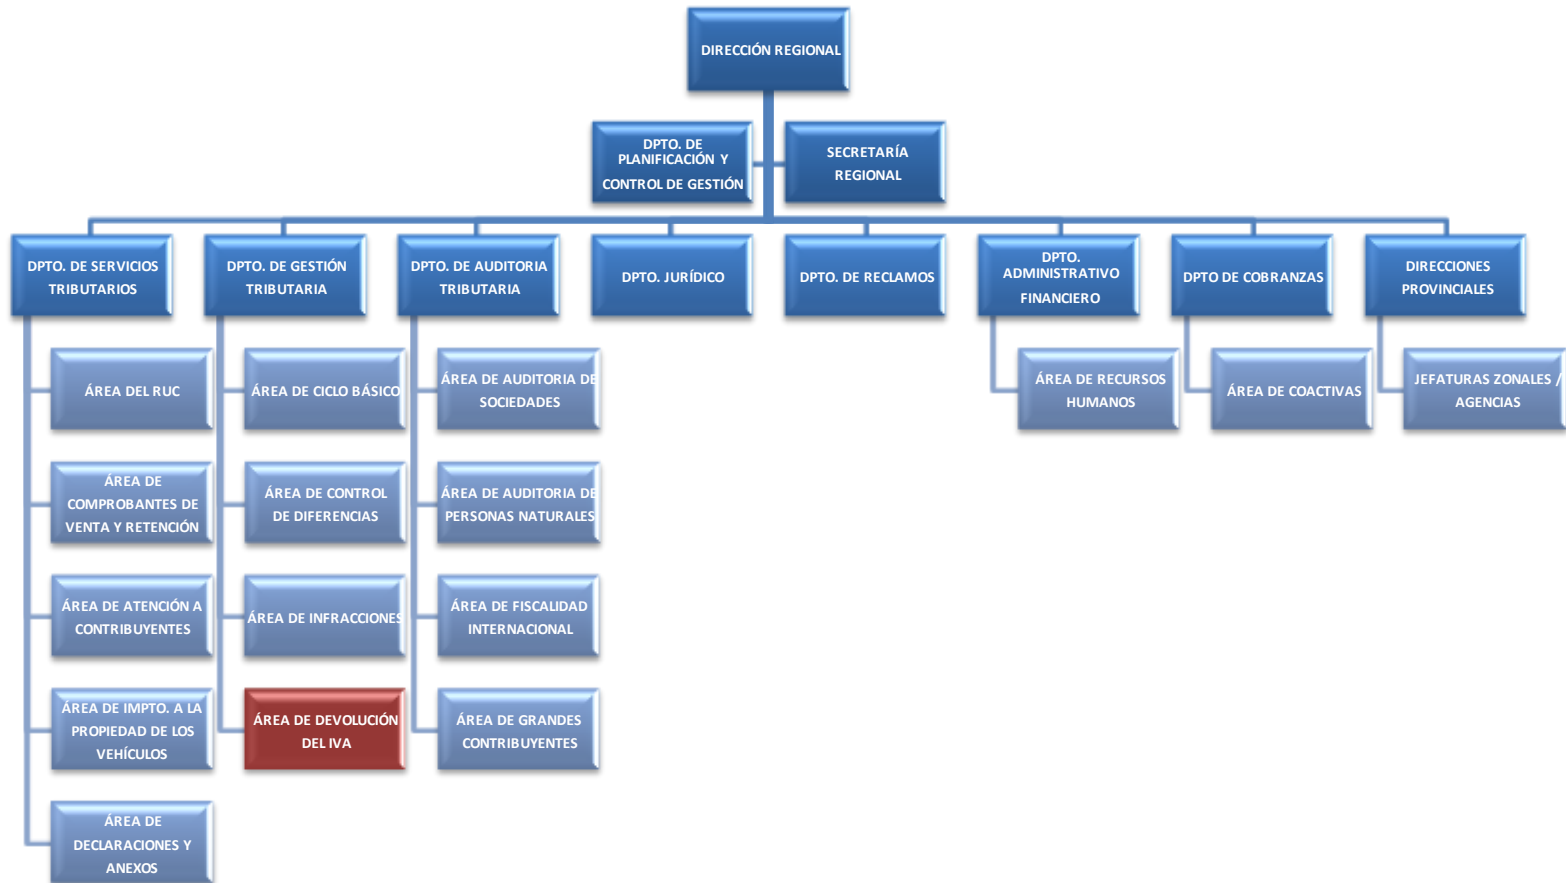 DIRECCIÓN REGIONAL
DPTO. DE
PLANIFICACIÓN Y
CONTROL DE GESTIÓN
SECRETARÍA
REGIONAL
DPTO. DE SERVICIOS
TRIBUTARIOS
DPTO. DE GESTIÓN
TRIBUTARIA
DPTO. DE AUDITORIA
TRIBUTARIA
DPTO. JURÍDICO
DPTO. DE RECLAMOS
DPTO.
ADMINISTRATIVO
FINANCIERO
DPTO DE COBRANZAS
DIRECCIONES
PROVINCIALES
ÁREA DEL RUC
ÁREA DE
COMPROBANTES DE
VENTA Y RETENCIÓN
ÁREA DE ATENCIÓN A
CONTRIBUYENTES
ÁREA DE IMPTO. A LA
PROPIEDAD DE LOS
VEHÍCULOS
ÁREA DE
DECLARACIONES Y
ANEXOS
ÁREA DE CICLO BÁSICO
ÁREA DE CONTROL
DE DIFERENCIAS
ÁREA DE INFRACCIONES
ÁREA DE DEVOLUCIÓN
DEL IVA
ÁREA DE AUDITORIA DE
SOCIEDADES
ÁREA DE AUDITORIA DE
PERSONAS NATURALES
ÁREA DE FISCALIDAD
INTERNACIONAL
ÁREA DE GRANDES
CONTRIBUYENTES
ÁREA DE RECURSOS
HUMANOS
ÁREA DE COACTIVAS
JEFATURAS ZONALES /
AGENCIAS